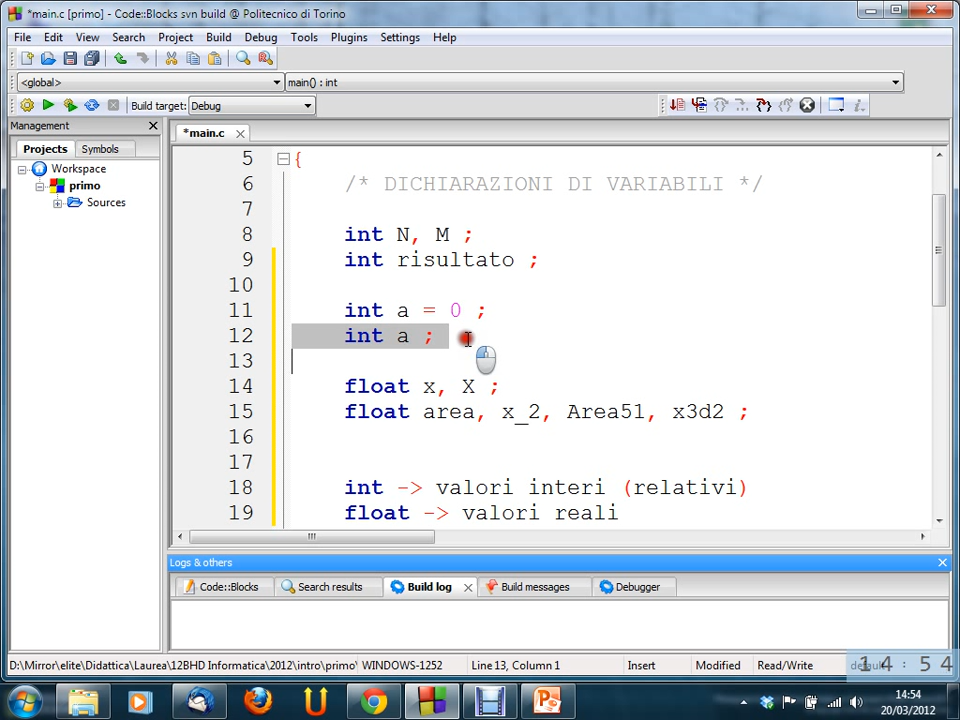 *main.c [primo] - Code::Blocks svn build @ Politecnico di Torino
File Edit View Search Project Build Debug Tools Plugins Settings Help
<global> main() : int
Build target: Debug
Management
Projects Symbols
Workspace
primo
Sources
*main.c
5 {
6 /* DICHIARAZIONI DI VARIABILI */
7
8 int N, M ;
9 int risultato ;
10
11 int a = 0 ;
12 int a ;
13
14 float x, X ;
15 float area, x_2, Area51, x3d2 ;
16
17
18 int -> valori interi (relativi)
19 float -> valori reali
Logs & others
Code::Blocks Search results Build log Build messages Debugger
D:\Mirror\elite\Didattica\Laurea\12BHD Informatica\2012\intro\primo\ WINDOWS-1252 Line 13, Column 1 Insert Modified Read/Write
14:54
14:54
20/03/2012